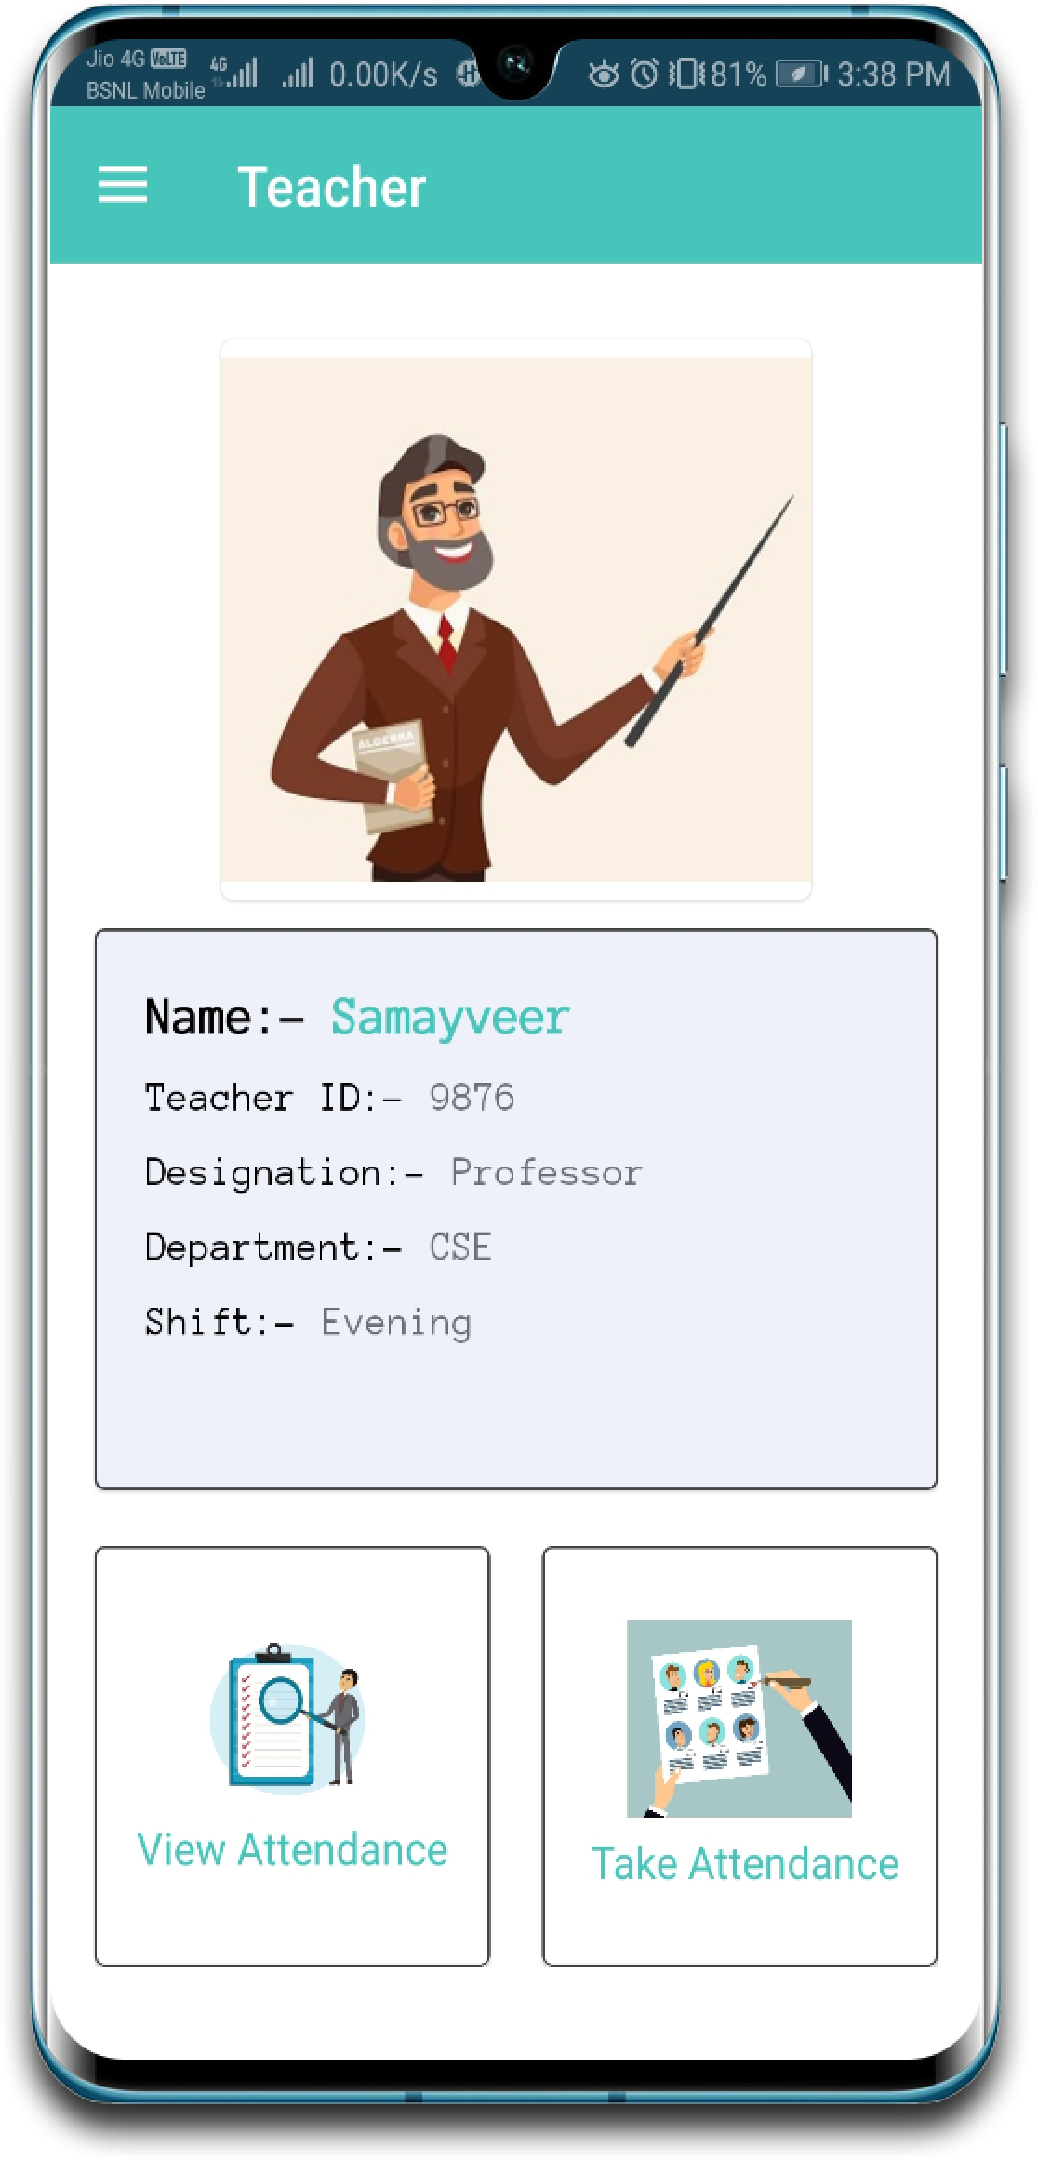 Jio 4G VoLTE
BSNL Mobile
4G
0.00K/s
81%
3:38 PM
Teacher
ALGEBRA
Name:- Samayveer
Teacher ID:- 9876
Designation:- Professor
Department:- CSE
Shift:- Evening
View Attendance
Take Attendance